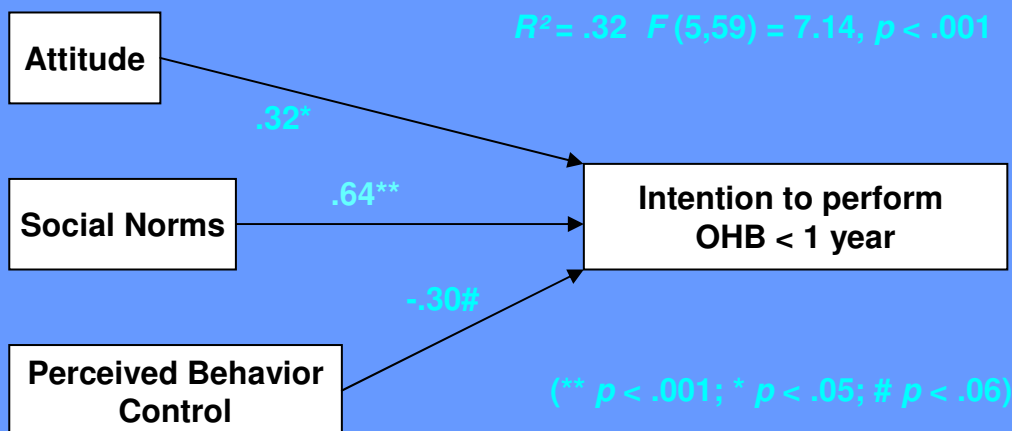 R² = .32 F (5,59) = 7.14, p < .001
Attitude
.32*
Social Norms
.64**
Intention to perform
OHB < 1 year
-.30#
Perceived Behavior
Control
(** p < .001; * p < .05; # p < .06)